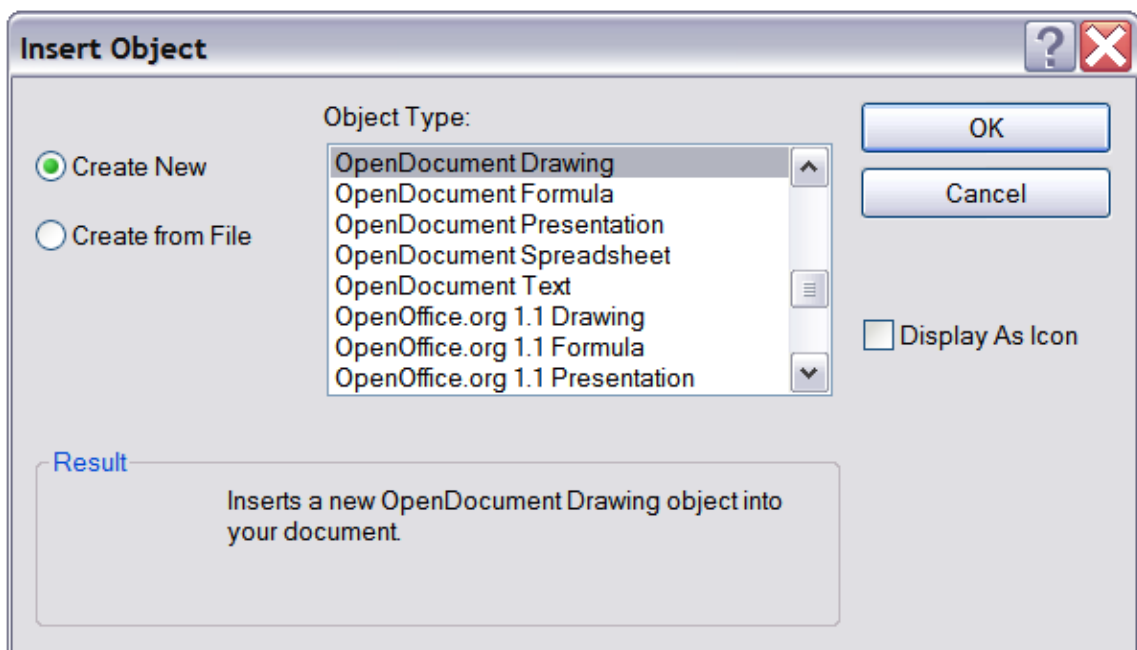 Insert Object
Object Type:
Create New
Create from File
OpenDocument Drawing
OpenDocument Formula
OpenDocument Presentation
OpenDocument Spreadsheet
OpenDocument Text
OpenOffice.org 1.1 Drawing
OpenOffice.org 1.1 Formula
OpenOffice.org 1.1 Presentation
OK
Cancel
Display As Icon
Result
Inserts a new OpenDocument Drawing object into
your document.